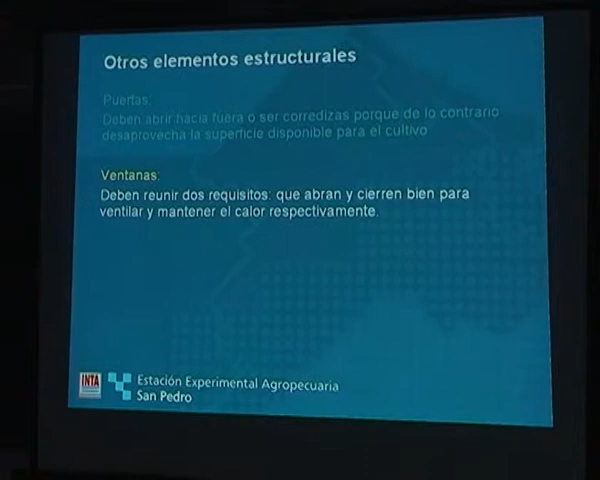 Otros elementos estructurales
Puertas:
Deben abrir hacia fuera o ser corredizas porque de lo contrario
desaprovecha la superficie disponible para el cultivo
Ventanas:
Deben reunir dos requisitos: que abran y cierren bien para
ventilar y mantener el calor respectivamente.
INTA
Estación Experimental Agropecuaria
San Pedro